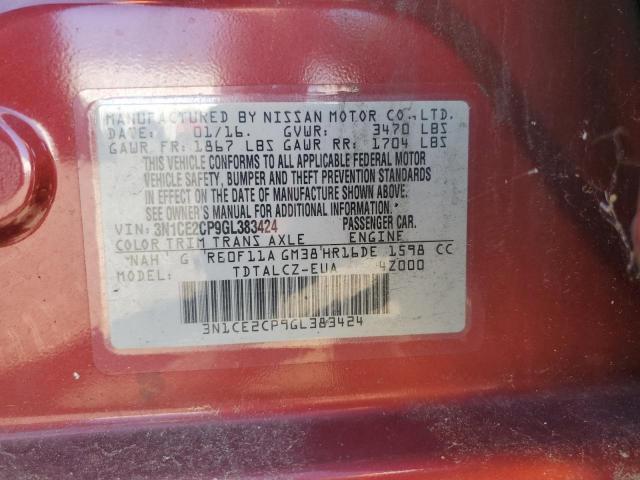 MANUFACTURED BY NISSAN MOTOR CO.,LTD.
DATE: 01/16. GVWR: 3470 LBS
GAWR FR: 1867 LBS GAWR RR: 1704 LBS
THIS VEHICLE CONFORMS TO ALL APPLICABLE FEDERAL MOTOR
VEHICLE SAFETY, BUMPER AND THEFT PREVENTION STANDARDS
IN EFFECT ON THE DATE OF MANUFACTURE SHOWN ABOVE.
SEE OWNER'S MANUAL FOR ADDITIONAL INFORMATION.
VIN: 3N1CE2CP9GL383424 PASSENGER CAR.
COLOR TRIM TRANS AXLE ENGINE
NAH G RE0F11A GM38 HR16DE 1598 CC
MODEL: TDTALCZ-EUA 4Z000
3N1CE2CP9GL383424